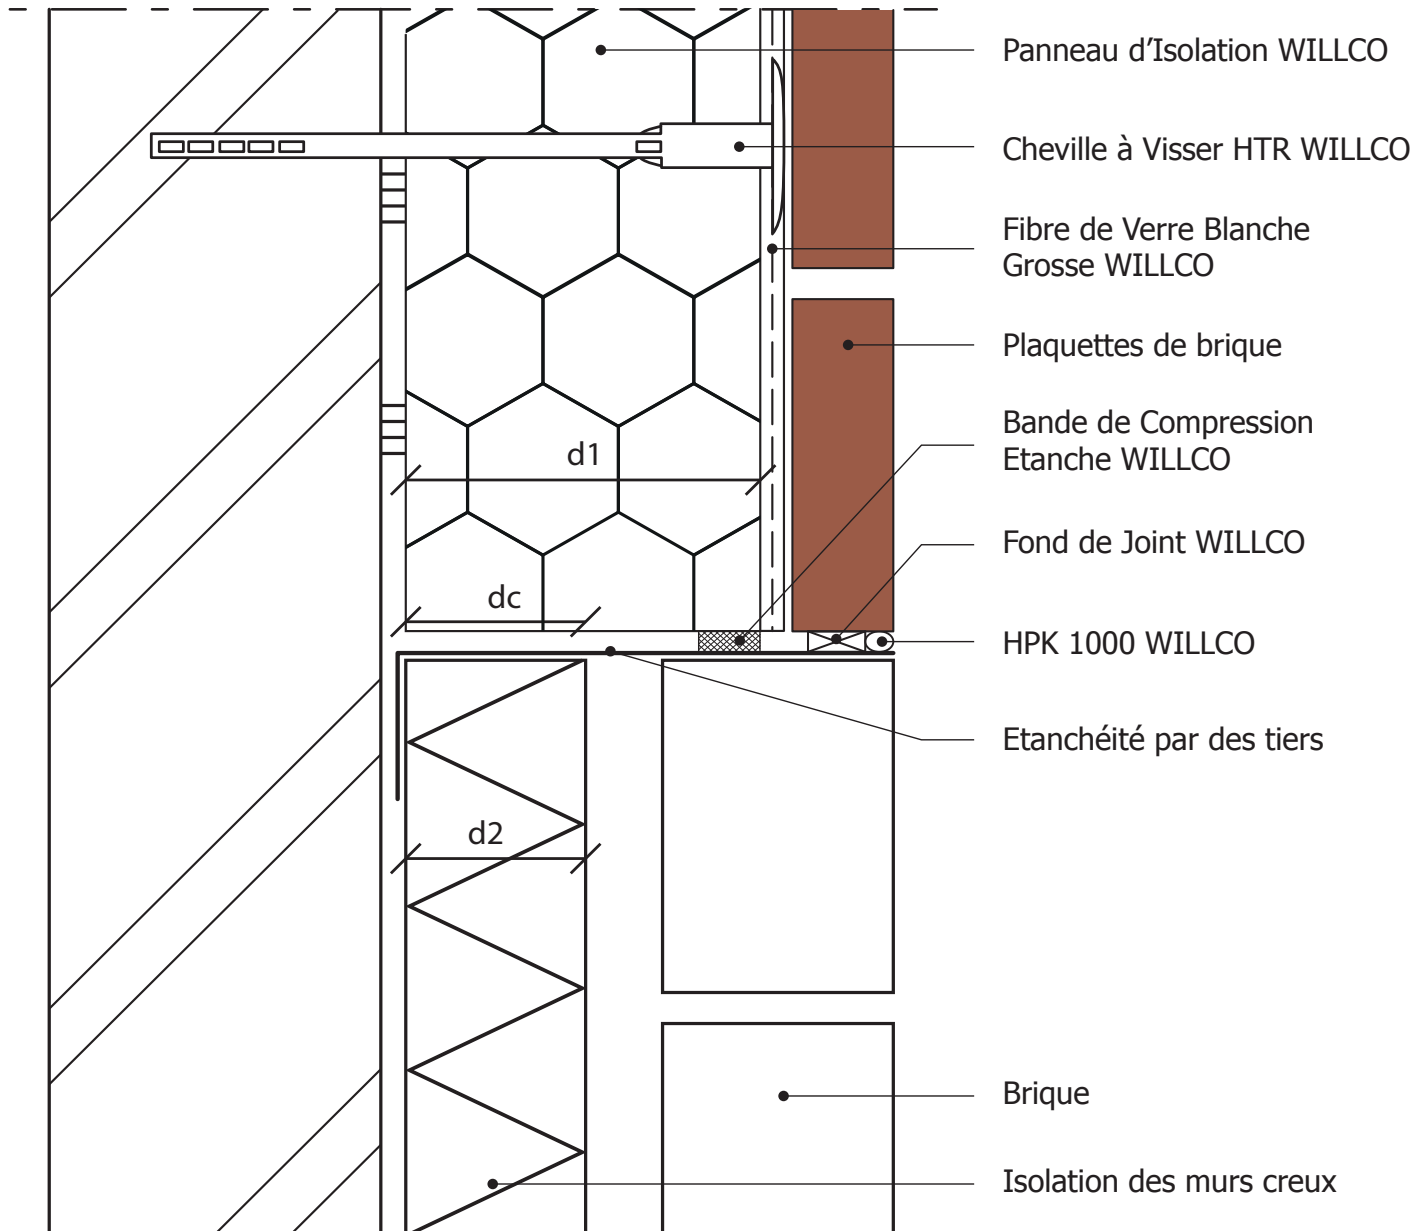 Panneau d’Isolation WILLCO
Cheville à Visser HTR WILLCO
Fibre de Verre Blanche
Grosse WILLCO
Plaquettes de brique
Bande de Compression
Etanche WILLCO
d1
Fond de Joint WILLCO
dc
HPK 1000 WILLCO
Etanchéité par des tiers
d2
Brique
Isolation des murs creux